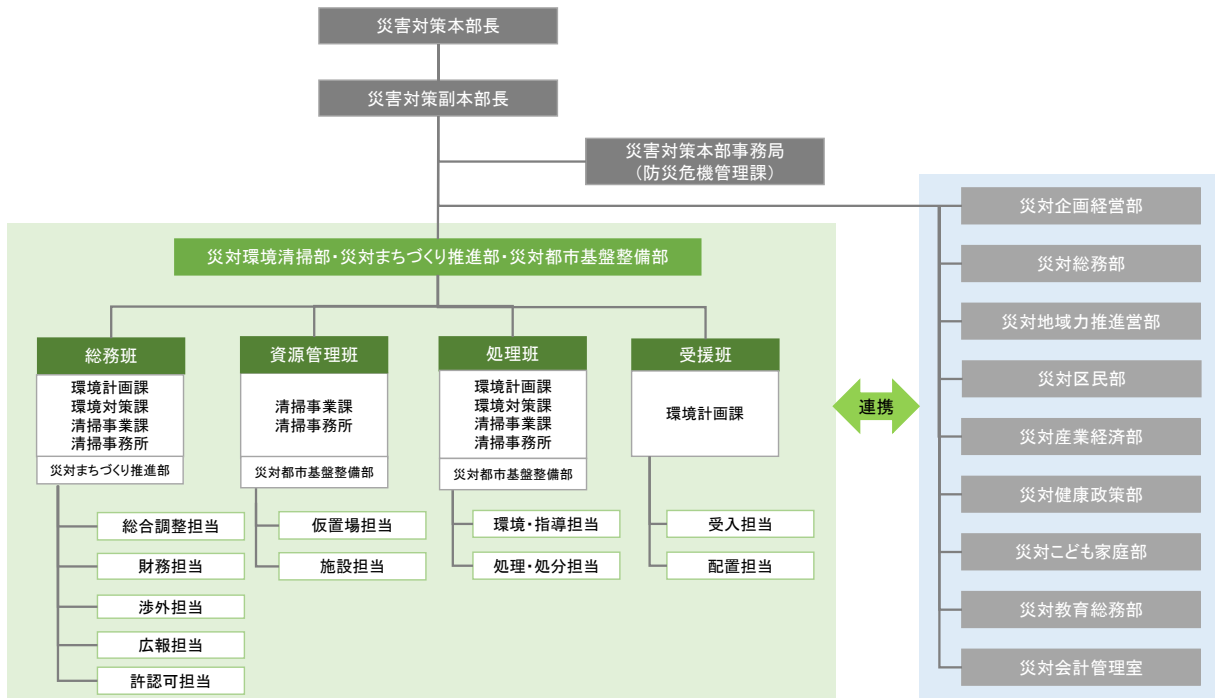 災害対策本部長
災害対策副本部長
災害対策本部事務局
（防災危機管理課）
災対環境清掃部・災対まちづくり推進部・災対都市基盤整備部
総務班
環境計画課
環境対策課
清掃事業課
清掃事務所
災対まちづくり推進部
総合調整担当
財務担当
渉外担当
広報担当
許認可担当
資源管理班
清掃事業課
清掃事務所
災対都市基盤整備部
仮置場担当
施設担当
処理班
環境計画課
環境対策課
清掃事業課
清掃事務所
災対都市基盤整備部
環境・指導担当
処理・処分担当
受援班
環境計画課
受入担当
配置担当
連携
災対企画経営部
災対総務部
災対地域力推進営部
災対区民部
災対産業経済部
災対健康政策部
災対こども家庭部
災対教育総務部
災対会計管理室